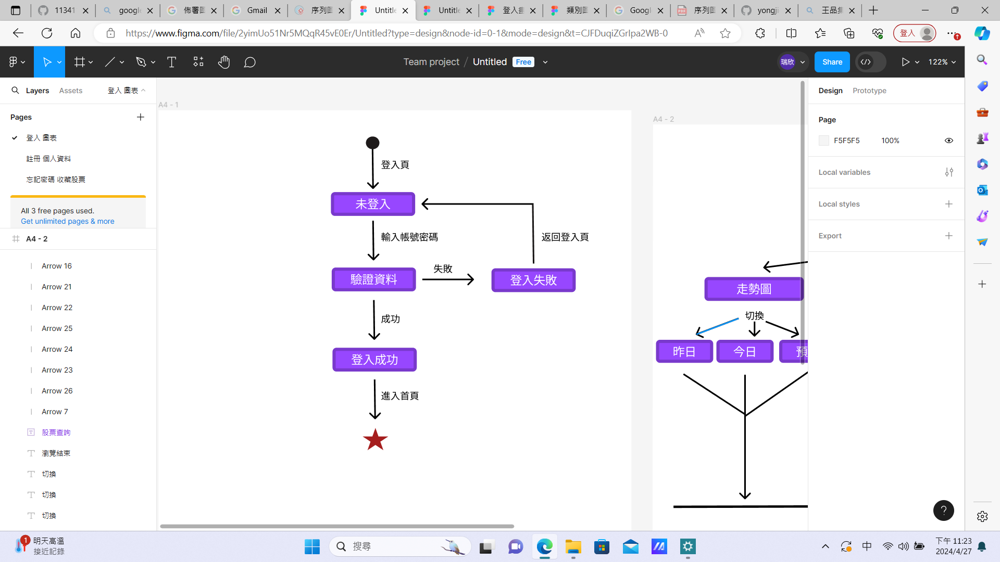 11341
google
佈署圖
Gmail
序列圖
Untitle
Untitle
登入畫
類別圖
Google
序列圖
yongji
王品集
https://www.figma.com/file/2yimUo51Nr5MQqR45vE0Er/Untitled?type=design&node-id=0-1&mode=design&t=CJFDuqiZGrIpa2WB-0
登入
Team project / Untitled Free
瑞欣
Share
122%
Layers Assets 登入 圖表
Pages
登入 圖表
註冊 個人資料
忘記密碼 收藏股票
All 3 free pages used.
Get unlimited pages & more
A4 - 2
Arrow 16
Arrow 21
Arrow 22
Arrow 25
Arrow 24
Arrow 23
Arrow 26
Arrow 7
股票查詢
瀏覽結束
切換
切換
切換
A4 - 1
登入頁
未登入
輸入帳號密碼
返回登入頁
驗證資料
失敗
登入失敗
成功
登入成功
進入首頁
A4 - 2
走勢圖
切換
昨日
今日
預
Design Prototype
Page
F5F5F5 100%
Local variables
Local styles
Export
?
1
明天高溫
接近記錄
搜尋
中
下午 11:23
2024/4/27